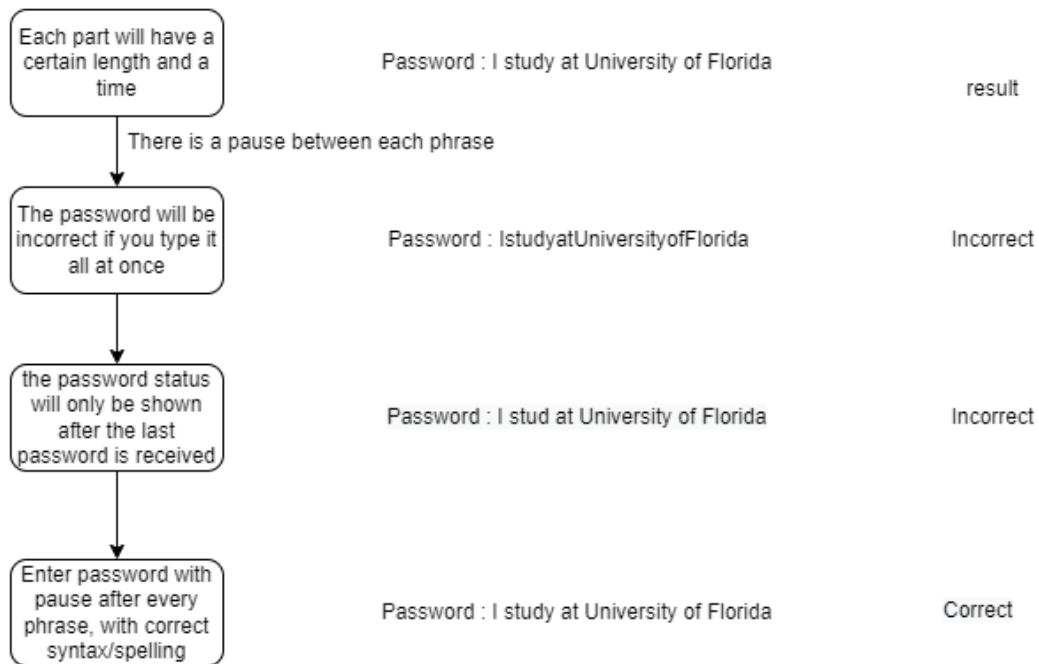 Each part will have a
certain length and a
time
Password : I study at University of Florida
result
There is a pause between each phrase
The password will be
incorrect if you type it
all at once
Password : IstudyatUniversityofFlorida
Incorrect
the password status
will only be shown
after the last
password is received
Password : I stud at University of Florida
Incorrect
Enter password with
pause after every
phrase, with correct
syntax/spelling
Password : I study at University of Florida
Correct